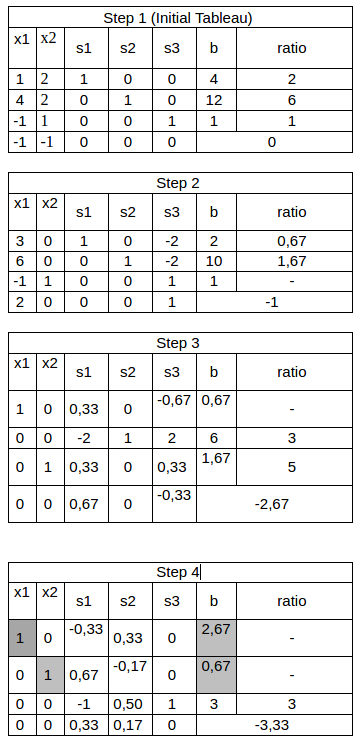 Step 1 (Initial Tableau)
x1 x2 s1 s2 s3 b ratio
1 2 1 0 0 4 2
4 2 0 1 0 12 6
-1 1 0 0 1 1 1
-1 -1 0 0 0 0
Step 2
x1 x2 s1 s2 s3 b ratio
3 0 1 0 -2 2 0,67
6 0 0 1 -2 10 1,67
-1 1 0 0 1 1 -
2 0 0 0 1 -1
Step 3
x1 x2 s1 s2 s3 b ratio
1 0 0,33 0 -0,67 0,67 -
0 0 -2 1 2 6 3
0 1 0,33 0 0,33 1,67 5
0 0 0,67 0 -0,33 -2,67
Step 4
x1 x2 s1 s2 s3 b ratio
1 0 -0,33 0,33 0 2,67 -
0 1 0,67 -0,17 0 0,67 -
0 0 -1 0,50 1 3 3
0 0 0,33 0,17 0 -3,33